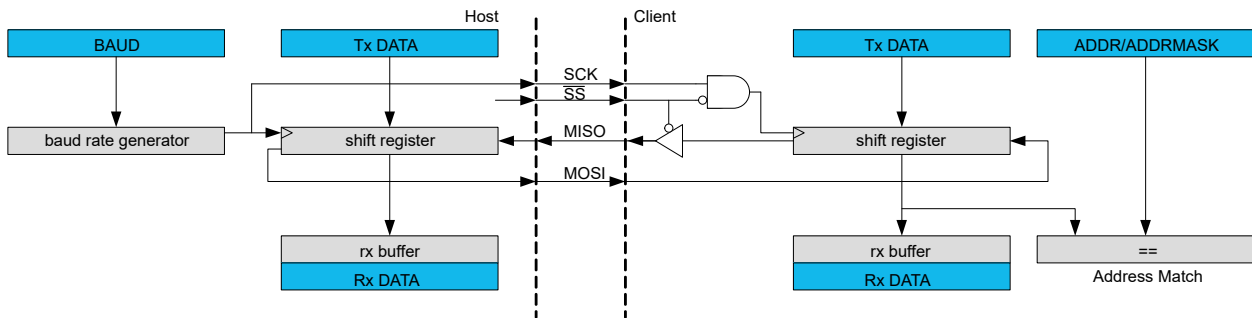 Host Client
BAUD Tx DATA Tx DATA ADDR/ADDRMASK
SCK
SS
baud rate generator shift register MISO shift register
MOSI
rx buffer rx buffer ==
Rx DATA Rx DATA Address Match